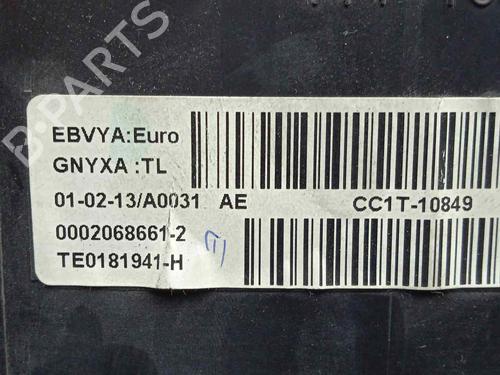 EBVYA:Euro
GNYXA :TL
01-02-13/A0031 AE CC1T-10849
0002068661-2
TE0181941-H
B-PARTS